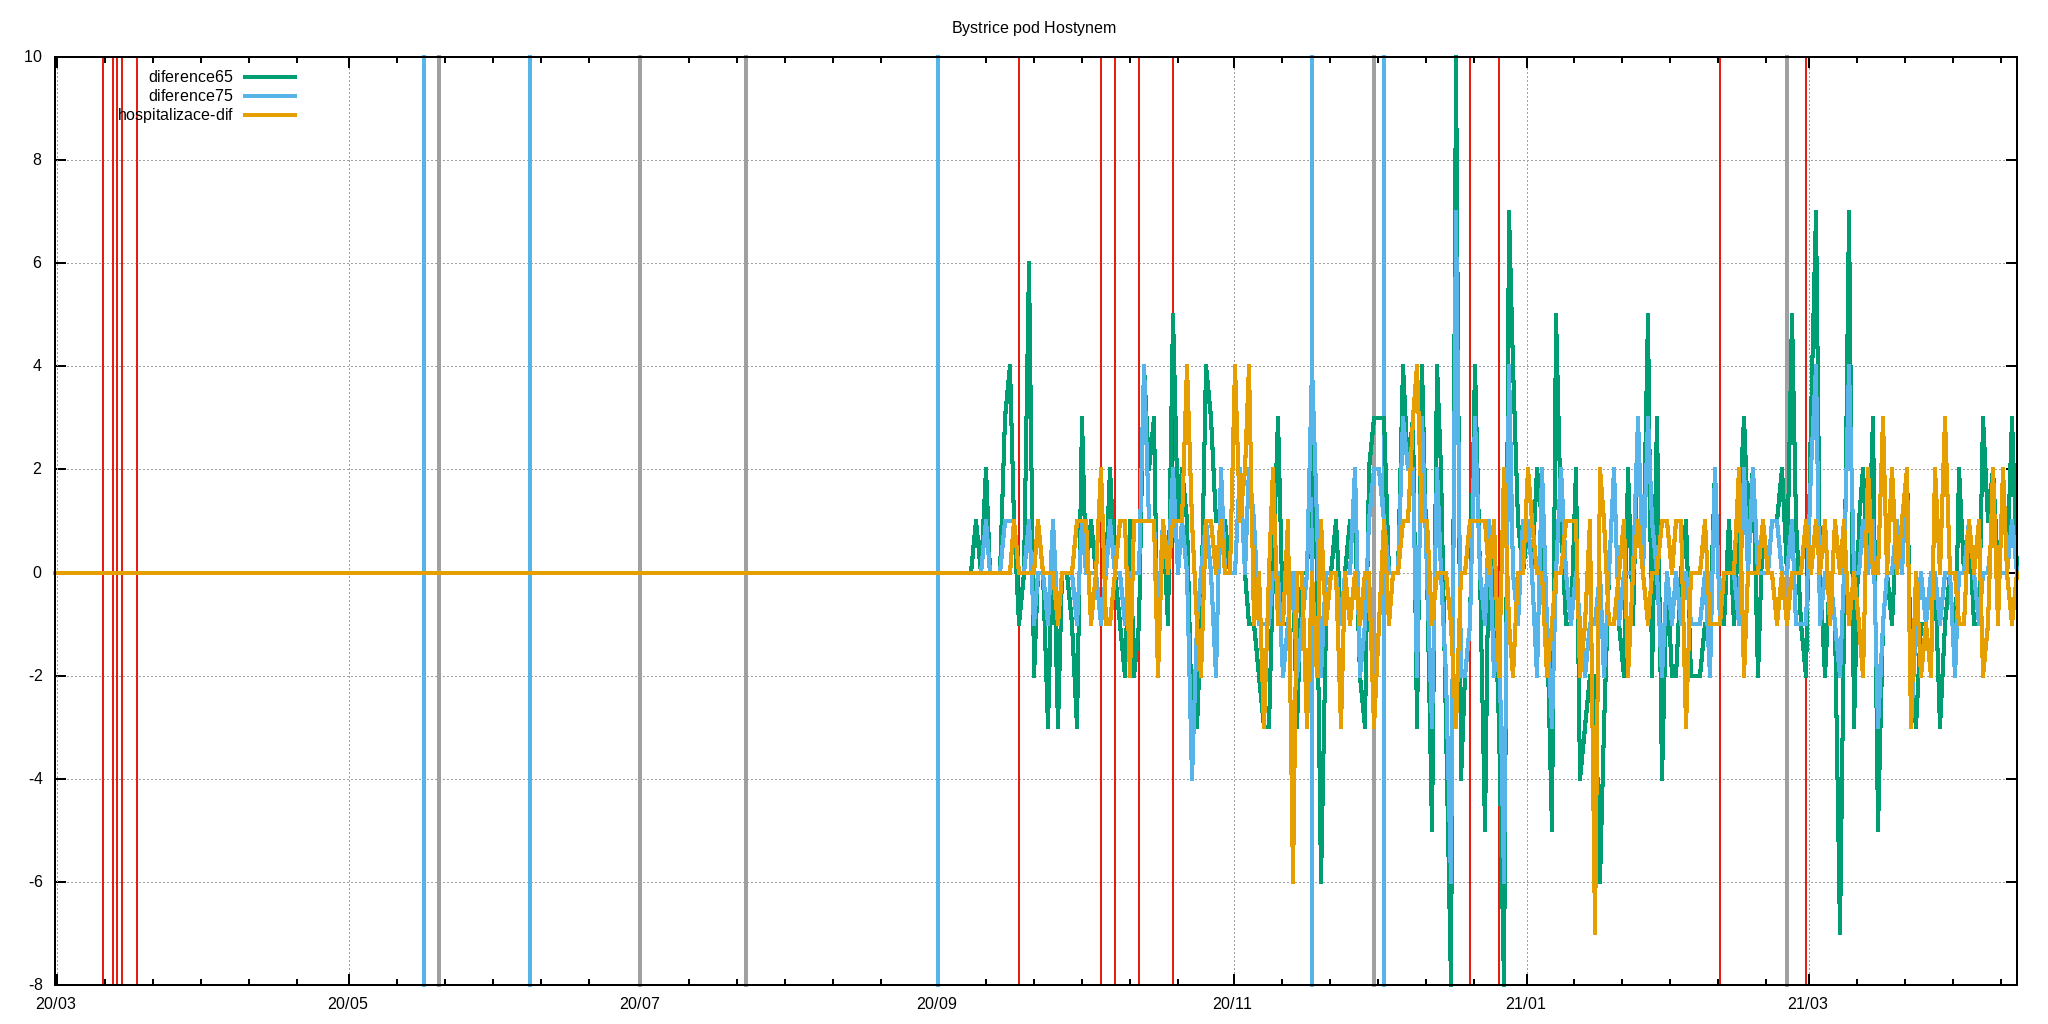 Bystrice pod Hostynem
10
diference65
diference75
hospitalizace-dif
8
6
4
2
0
-2
-4
-6
-8
20/03 20/05 20/07 20/09 20/11 21/01 21/03